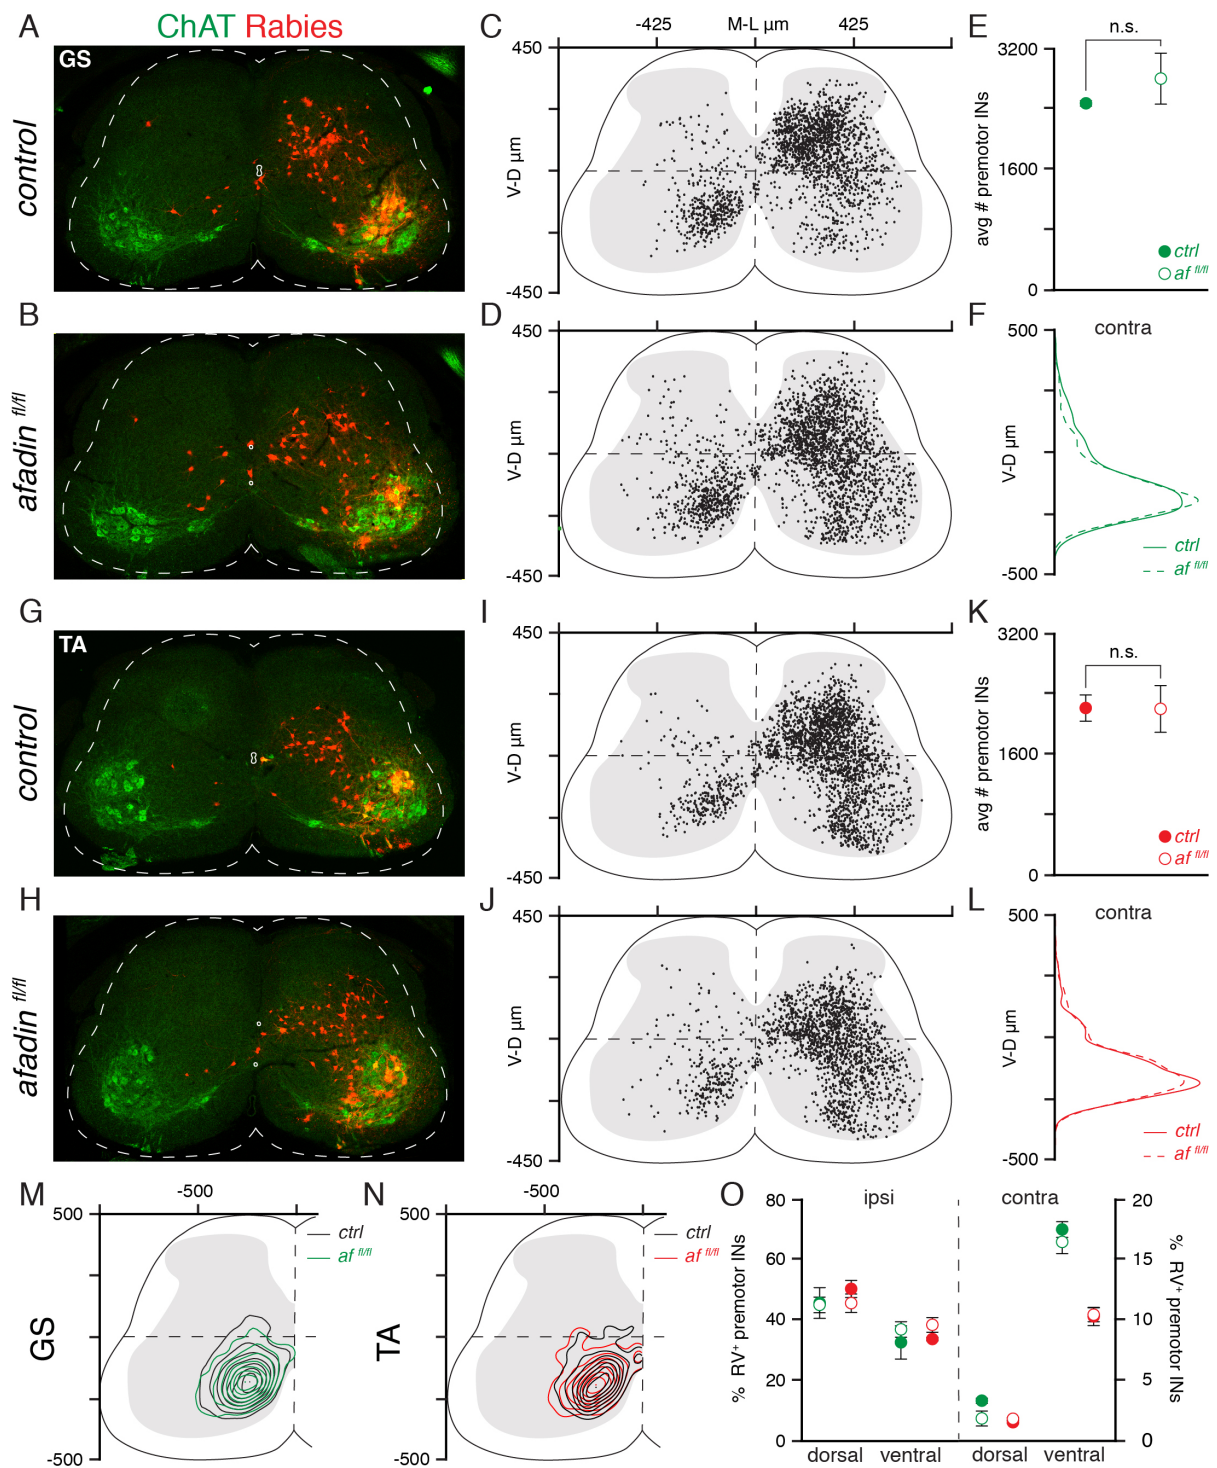 A ChAT Rabies C -425 M-L µm 425 E
GS
control
450
V-D µm
-450
3200
n.s.
avg # premotor INs
1600
ctrl
af fl/fl
0
B D F
afadin fl/fl
450
V-D µm
-450
500
contra
V-D µm
ctrl
af fl/fl
-500
G I K
TA
control
450
V-D µm
-450
3200
n.s.
avg # premotor INs
1600
ctrl
af fl/fl
0
H J L
afadin fl/fl
450
V-D µm
-450
500
contra
V-D µm
ctrl
af fl/fl
-500
M -500
500
ctrl
af fl/fl
GS
-500
N -500
500
ctrl
af fl/fl
TA
-500
O
80 ipsi contra 20
60 15
40 10
20 5
0 0
% RV+ premotor INs
% RV+ premotor INs
dorsal ventral dorsal ventral